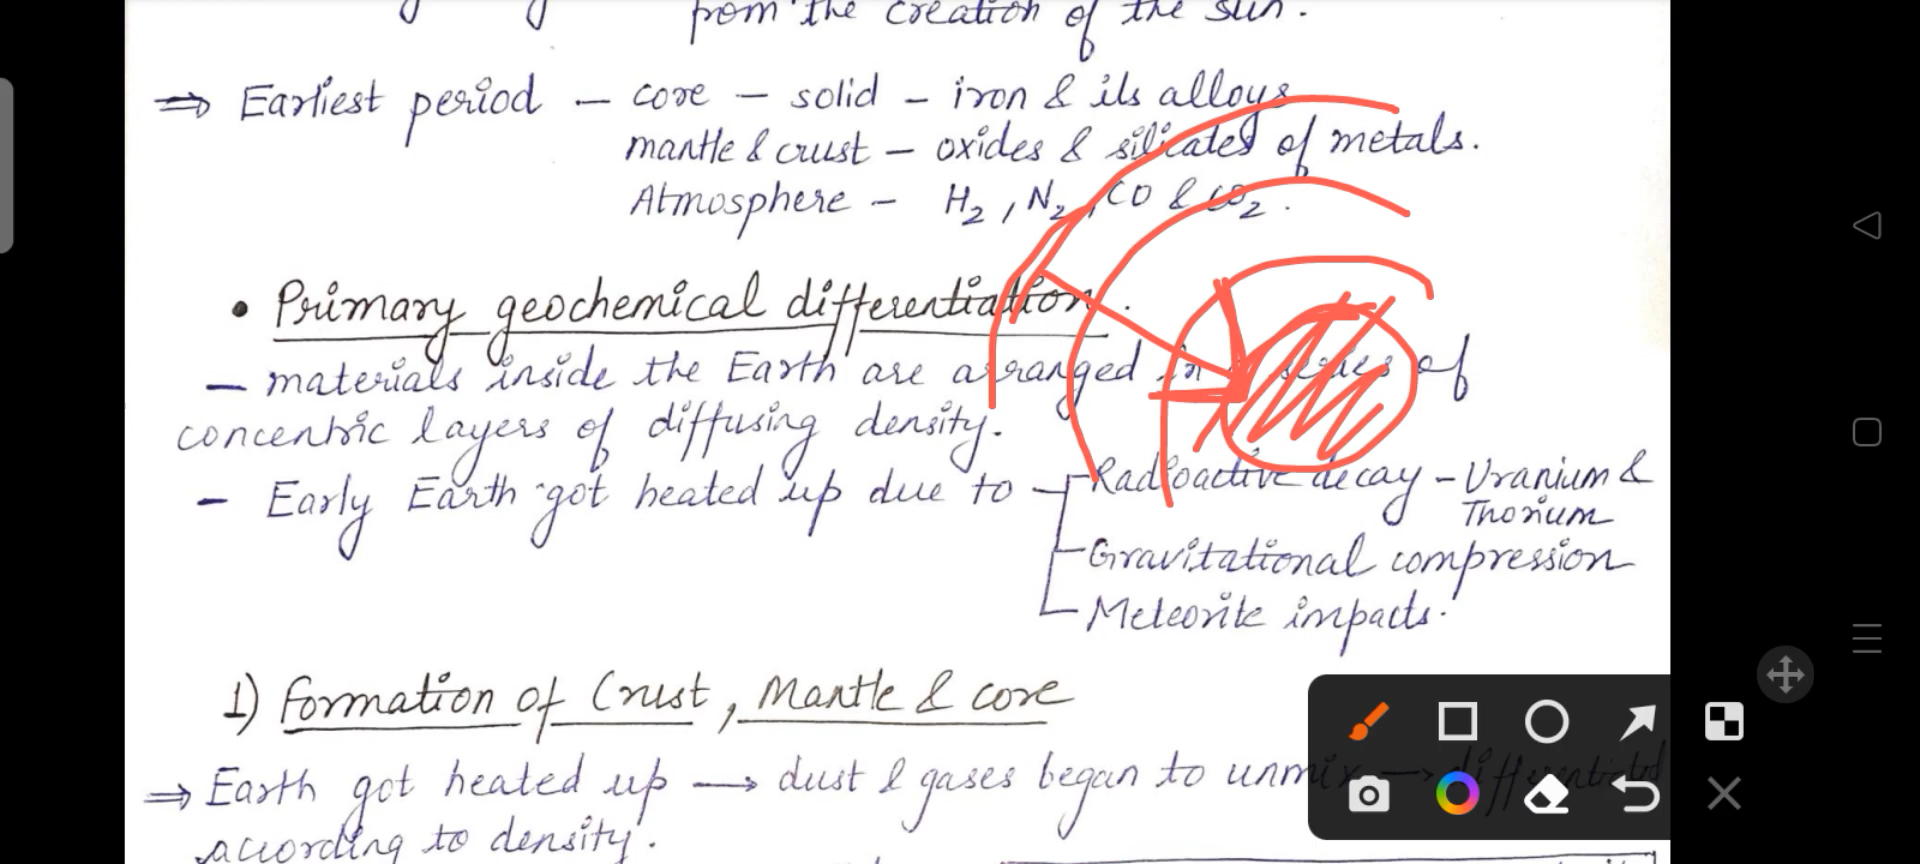 from the creation of the sun.
⇒ Earliest period – core – solid – iron & its alloys
mantle & crust – oxides & silicates of metals.
Atmosphere – H₂, N₂, CO & CO₂.
• Primary geochemical differentiation.
– materials inside the Earth are arranged in series of
concentric layers of diffusing density.
– Early Earth got heated up due to – Radioactive decay – Uranium &
Thorium
– Gravitational compression
– Meteorite impacts.
1) Formation of Crust, Mantle & core
⇒ Earth got heated up → dust & gases began to unmix → differentiated
according to density.